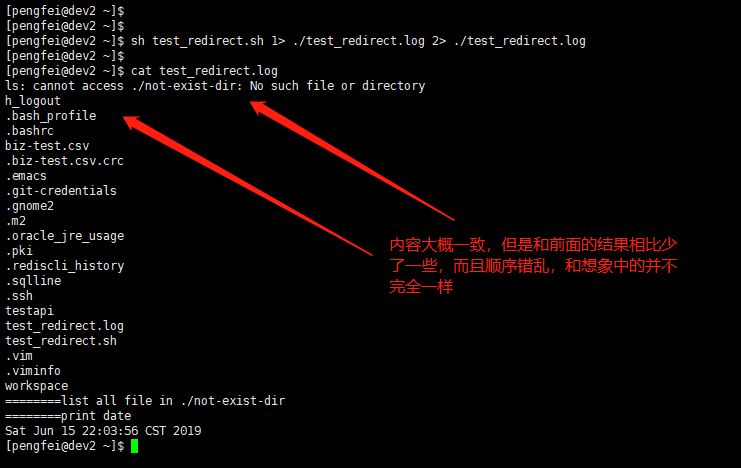 [pengfei@dev2 ~]$
[pengfei@dev2 ~]$
[pengfei@dev2 ~]$ sh test_redirect.sh 1> ./test_redirect.log 2> ./test_redirect.log
[pengfei@dev2 ~]$
[pengfei@dev2 ~]$ cat test_redirect.log
ls: cannot access ./not-exist-dir: No such file or directory
h_logout
.bash_profile
.bashrc
biz-test.csv
.biz-test.csv.crc
.emacs
.git-credentials
.gnome2
.m2
.oracle_jre_usage
.pki
.rediscli_history
.sqlline
.ssh
testapi
test_redirect.log
test_redirect.sh
.vim
.viminfo
workspace
========list all file in ./not-exist-dir
========print date
Sat Jun 15 22:03:56 CST 2019
[pengfei@dev2 ~]$
内容大概一致，但是和前面的结果相比少
了一些，而且顺序错乱，和想象中的并不
完全一样